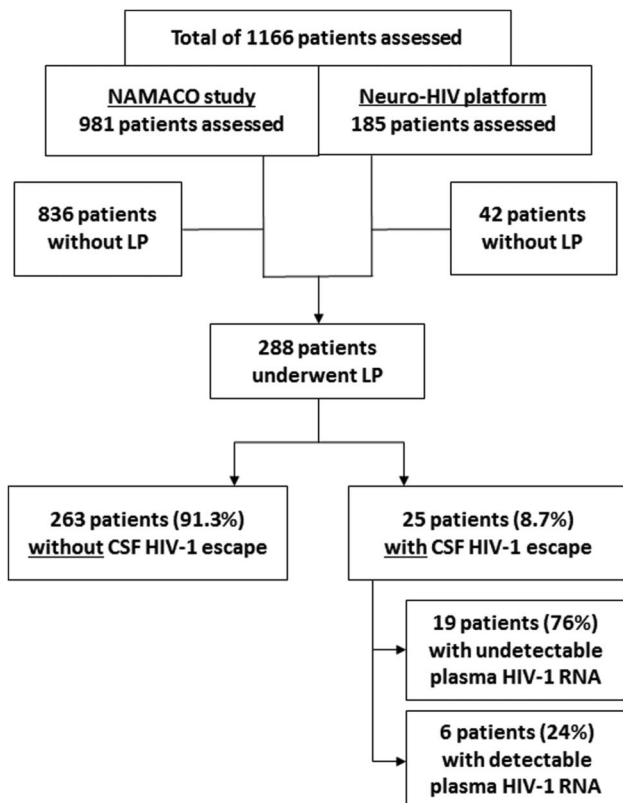 Total of 1166 patients assessed
NAMACO study
981 patients assessed
Neuro-HIV platform
185 patients assessed
836 patients
without LP
42 patients
without LP
288 patients
underwent LP
263 patients (91.3%)
without CSF HIV-1 escape
25 patients (8.7%)
with CSF HIV-1 escape
19 patients (76%)
with undetectable
plasma HIV-1 RNA
6 patients (24%)
with detectable
plasma HIV-1 RNA